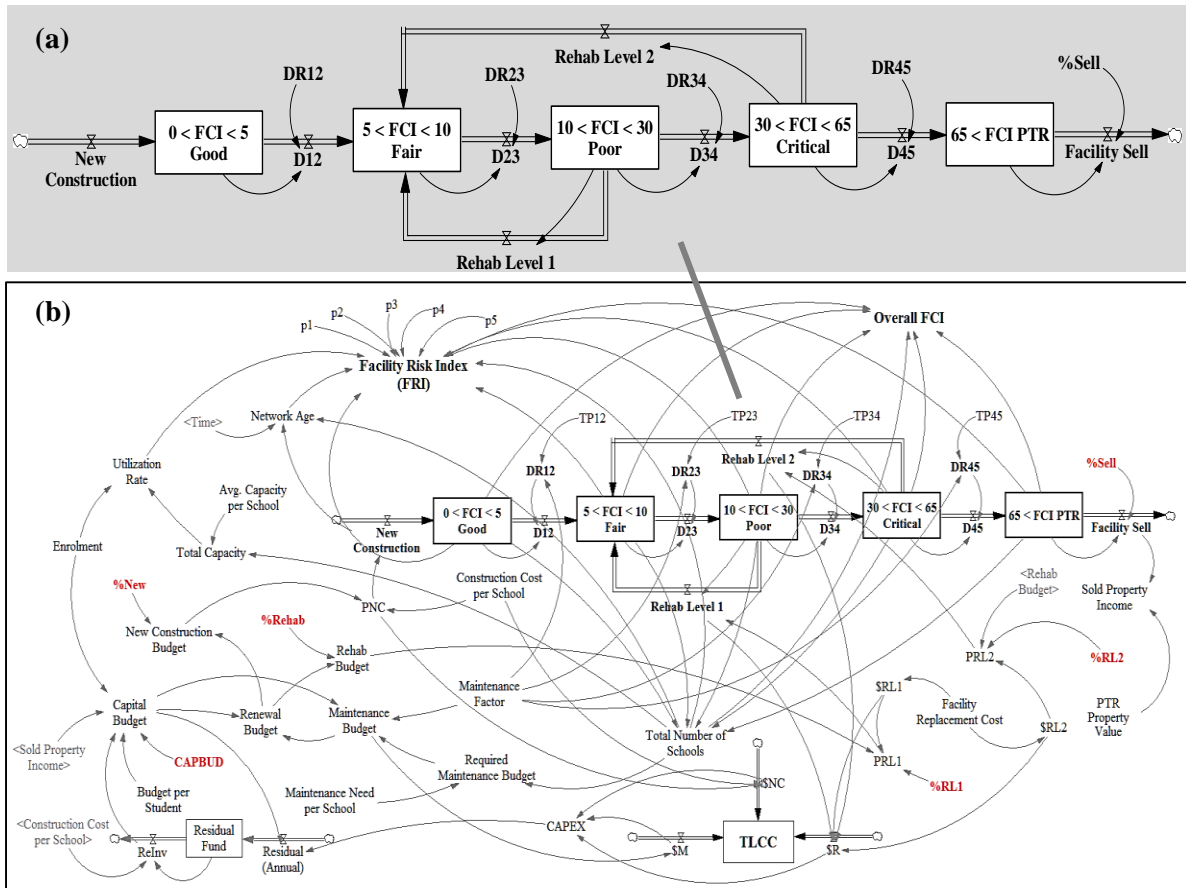 (a)
Rehab Level 2
DR12
DR23
DR34
DR45
%Sell
0 < FCI < 5
Good
5 < FCI < 10
Fair
10 < FCI < 30
Poor
30 < FCI < 65
Critical
65 < FCI PTR
New
Construction
D12
D23
D34
D45
Facility Sell
Rehab Level 1
(b)
p1
p2
p3
p4
p5
Overall FCI
Facility Risk Index
(FRI)
<Time>
Network Age
TP12
TP23
TP34
TP45
Utilization
Rate
Rehab Level 2
DR12
DR23
DR34
DR45
%Sell
Avg. Capacity
per School
0 < FCI < 5
Good
5 < FCI < 10
Fair
10 < FCI < 30
Poor
30 < FCI < 65
Critical
65 < FCI PTR
New
Construction
D12
D23
D34
D45
Facility Sell
Enrolment
Total Capacity
%New
PNC
Construction Cost
per School
Rehab Level 1
<Rehab
Budget>
Sold Property
Income
%Rehab
New Construction
Budget
Rehab
Budget
PRL2
%RL2
Maintenance
Factor
$RL1
Capital
Budget
Renewal
Budget
Maintenance
Budget
Facility
Replacement Cost
PTR
Property
Value
$RL2
<Sold Property
Income>
CAPBUD
Total Number of
Schools
PRL1
%RL1
Required
Maintenance Budget
Budget per
Student
Maintenance Need
per School
$NC
<Construction Cost
per School>
Residual
Fund
CAPEX
ReInv
Residual
(Annual)
$M
TLCC
$R